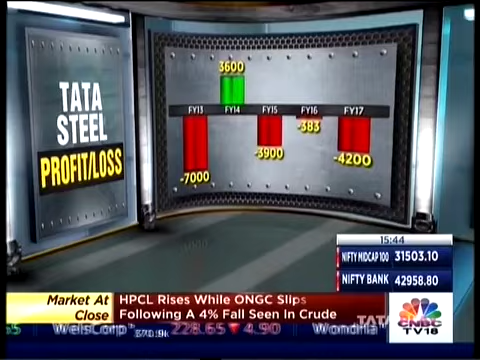 TATA
STEEL
PROFIT/LOSS
3600
FY13 FY14 FY15 FY16 FY17
-383
-3900
-4200
-7000
15:44
NIFTY MIDCAP 100 31503.10
NIFTY BANK 42958.80
Market At
Close
HPCL Rises While ONGC Slips
Following A 4% Fall Seen In Crude
CNBC
TV18
WelsCorp 228.65 4.90 Wondrla